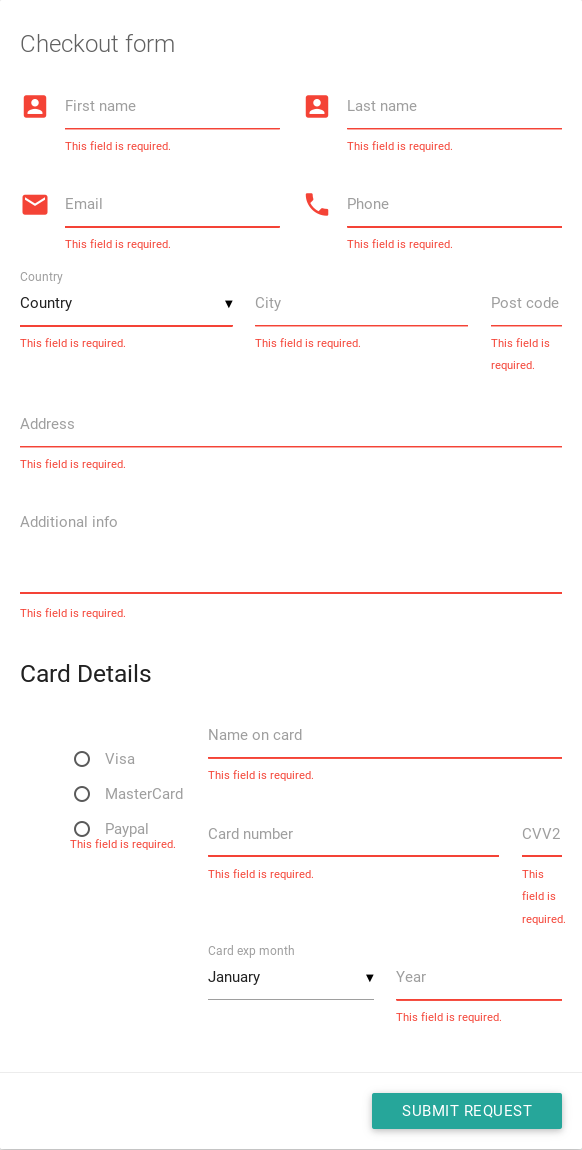 Checkout form
First name
Last name
This field is required.
This field is required.
Email
Phone
This field is required.
This field is required.
Country
Country ▼
City
Post code
This field is required.
This field is required.
This field is
required.
Address
This field is required.
Additional info
This field is required.
Card Details
Visa
MasterCard
Paypal
This field is required.
Name on card
This field is required.
Card number
CVV2
This field is required.
This
field is
required.
Card exp month
January ▼
Year
This field is required.
SUBMIT REQUEST